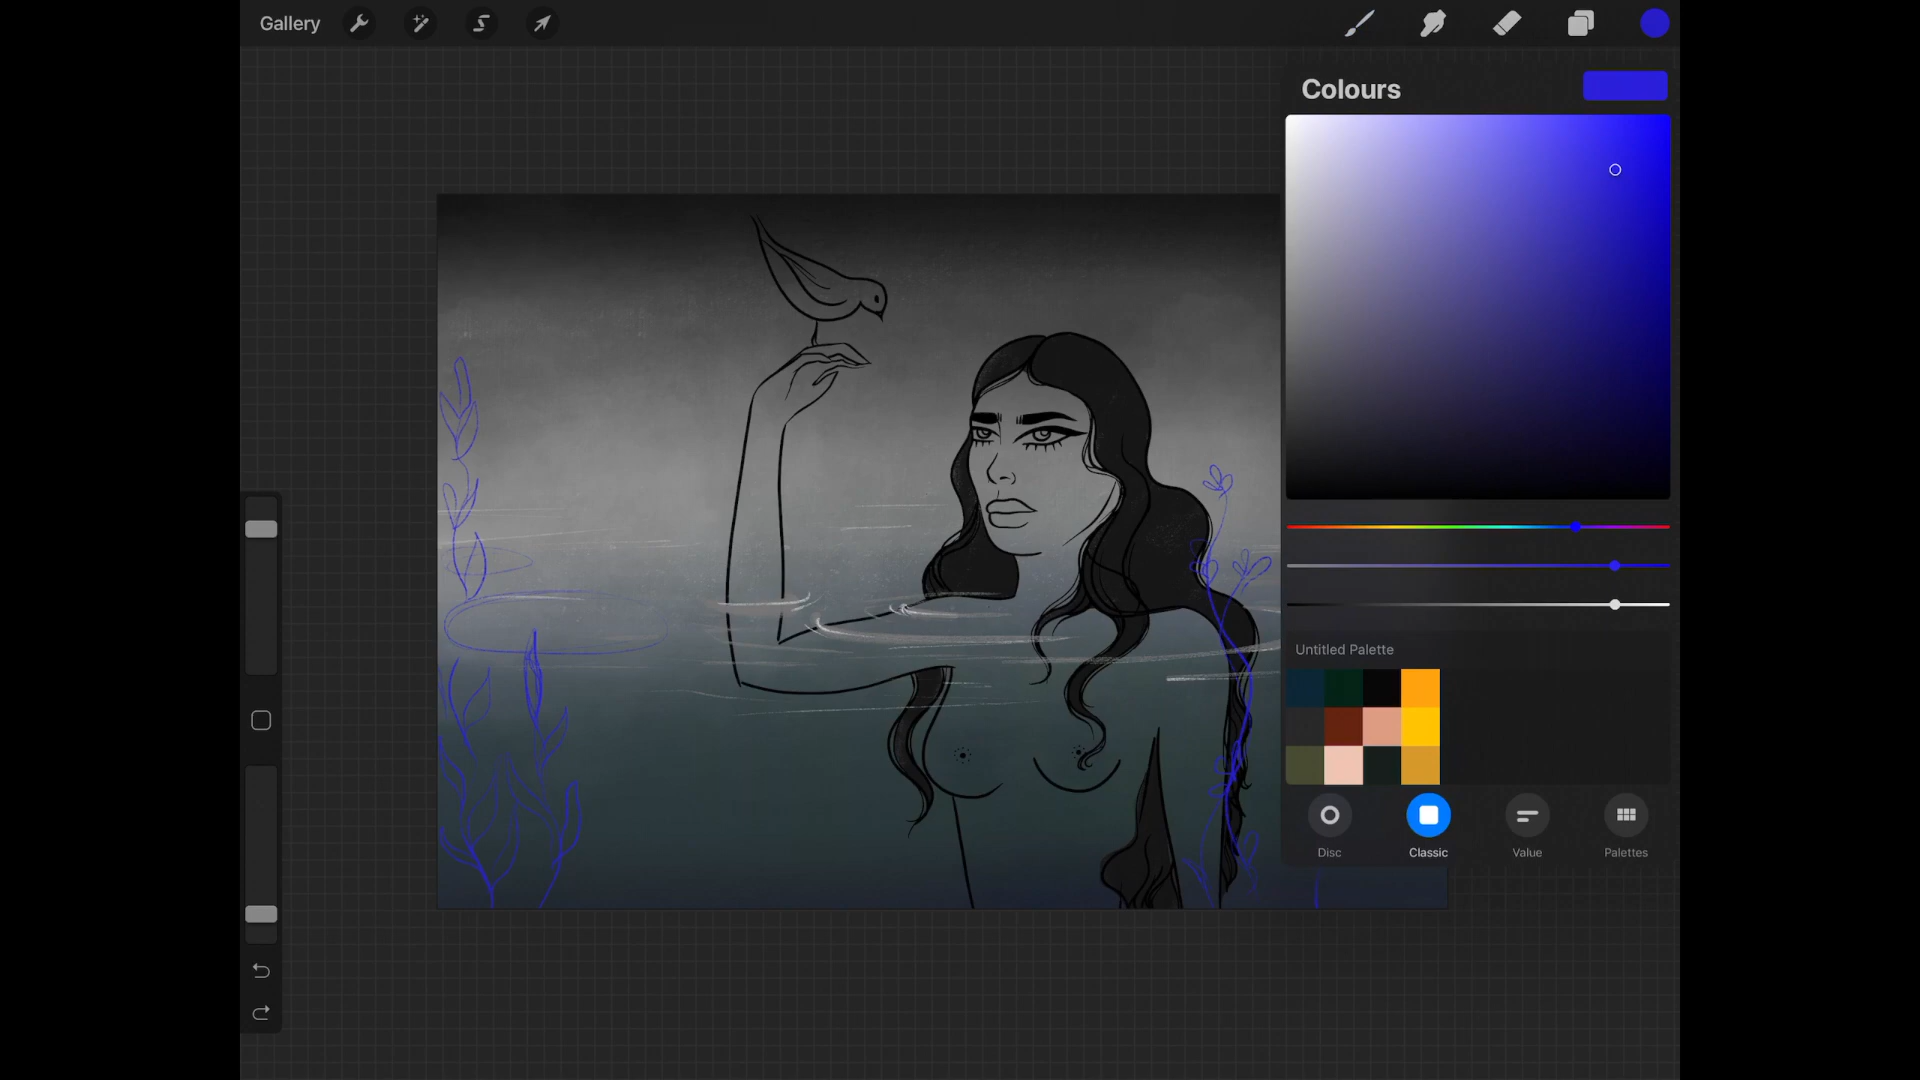 Gallery
Colours
Untitled Palette
Disc
Classic
Value
Palettes